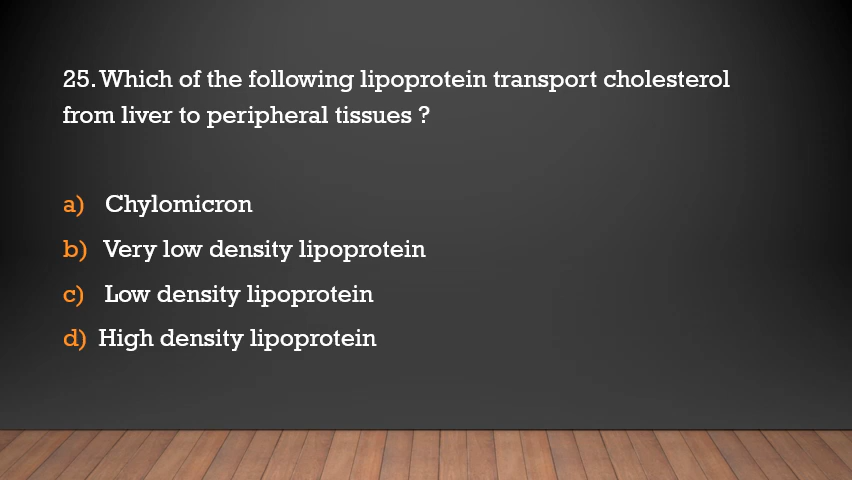 25. Which of the following lipoprotein transport cholesterol
from liver to peripheral tissues ?
a) Chylomicron
b) Very low density lipoprotein
c) Low density lipoprotein
d) High density lipoprotein